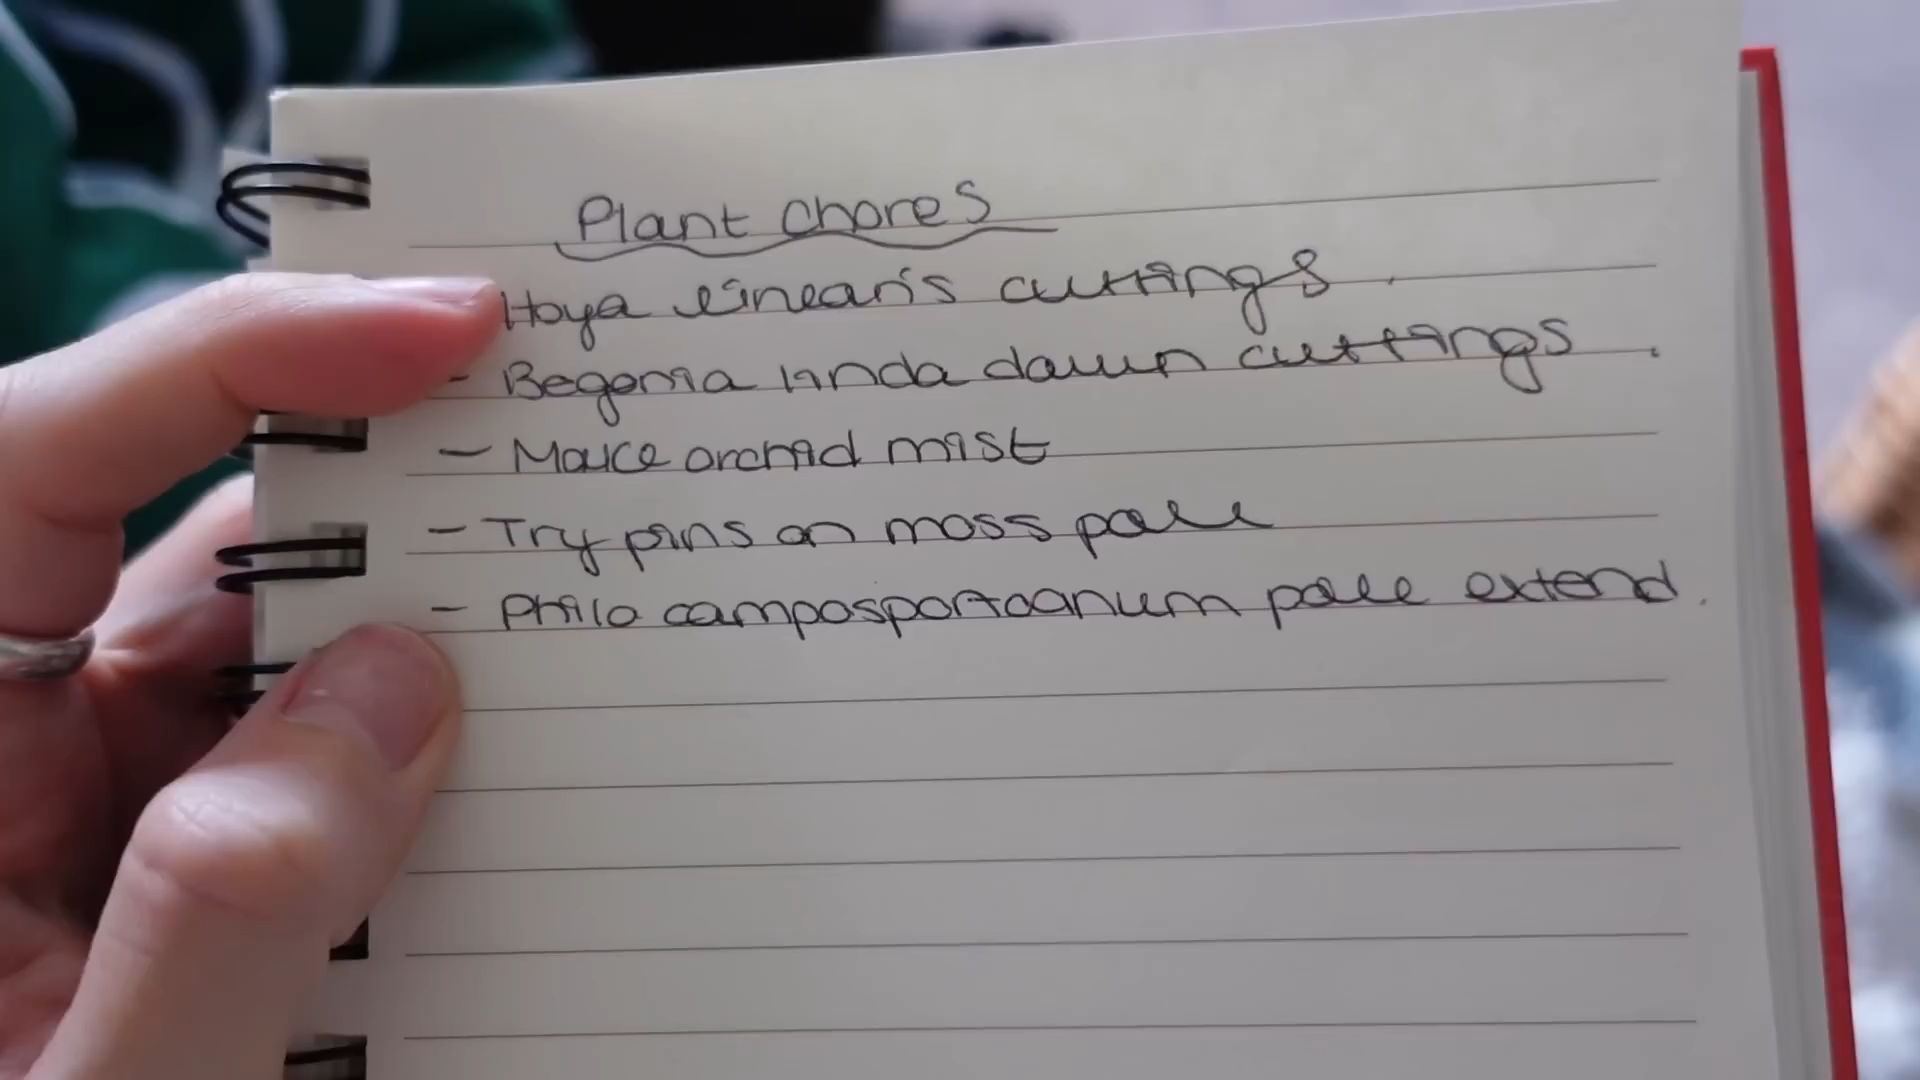 Plant Chores
Hoya linearis cuttings.
- Begonia linda dawn cuttings.
- Make orchid mist
- Try pins on moss pole
- Philo camposportoanum pole extend.